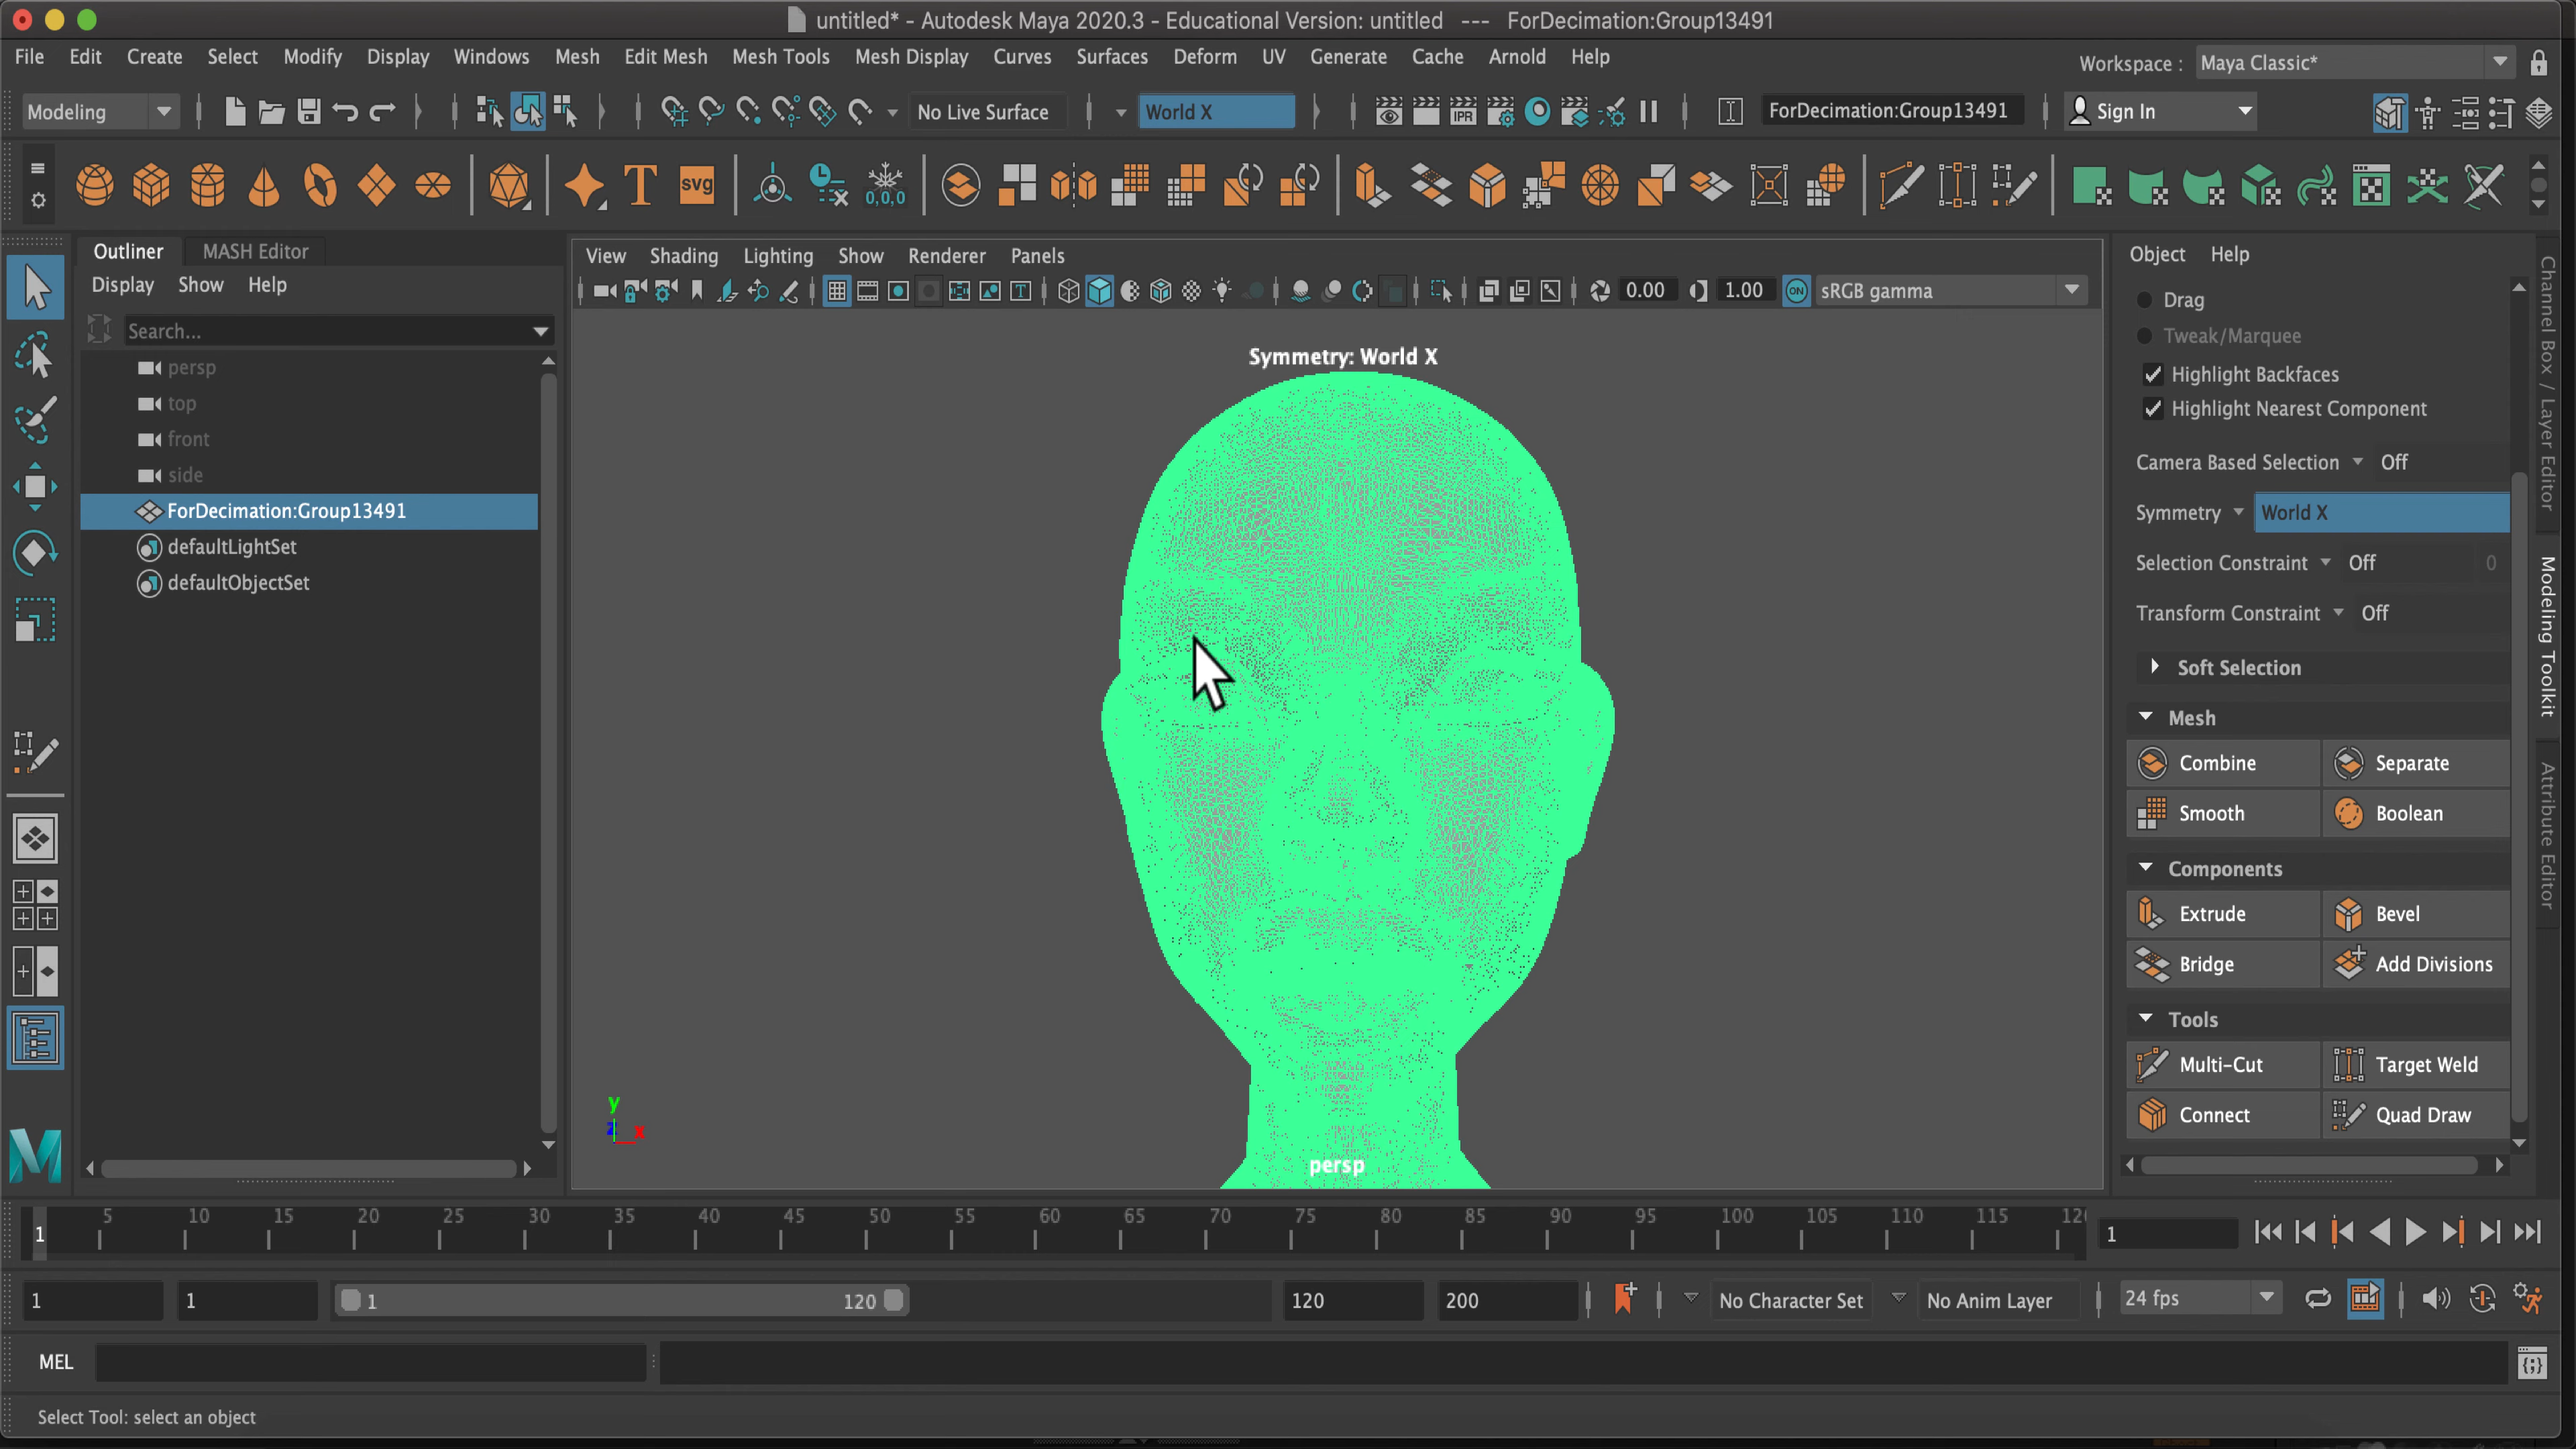 untitled* - Autodesk Maya 2020.3 - Educational Version: untitled --- ForDecimation:Group13491
File Edit Create Select Modify Display Windows Mesh Edit Mesh Mesh Tools Mesh Display Curves Surfaces Deform UV Generate Cache Arnold Help Workspace : Maya Classic*
Modeling No Live Surface World X IPR ForDecimation:Group13491 Sign In
T svg 0,0,0
Outliner MASH Editor
Display Show Help
Search...
persp
top
front
side
ForDecimation:Group13491
defaultLightSet
defaultObjectSet
View Shading Lighting Show Renderer Panels
T 0.00 1.00 ON sRGB gamma
Symmetry: World X
y
z x
persp
Object Help
Drag
Tweak/Marquee
Highlight Backfaces
Highlight Nearest Component
Camera Based Selection Off
Symmetry World X
Selection Constraint Off 0
Transform Constraint Off
Soft Selection
Mesh
Combine Separate
Smooth Boolean
Components
Extrude Bevel
Bridge Add Divisions
Tools
Multi-Cut Target Weld
Connect Quad Draw
Channel Box / Layer Editor
Modeling Toolkit
Attribute Editor
M
1 5 10 15 20 25 30 35 40 45 50 55 60 65 70 75 80 85 90 95 100 105 110 115 12 1
1 1 1 120 120 200 No Character Set No Anim Layer 24 fps
MEL
Select Tool: select an object